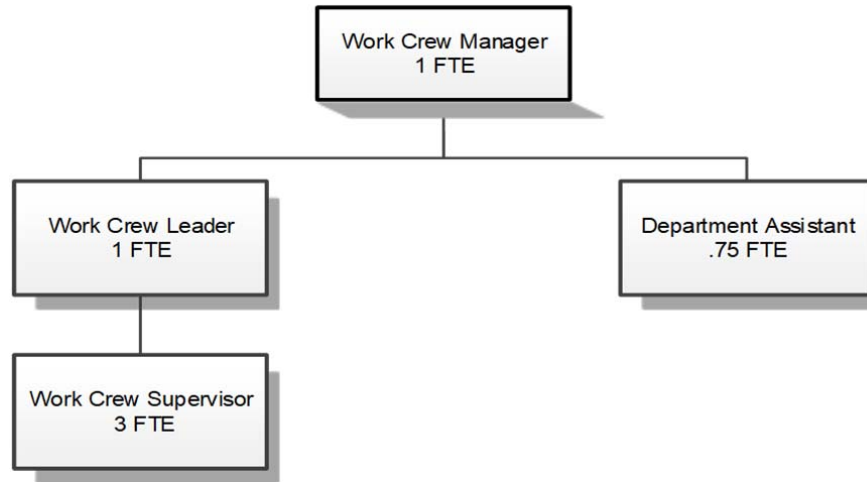 Work Crew Manager
1 FTE
Work Crew Leader
1 FTE
Department Assistant
.75 FTE
Work Crew Supervisor
3 FTE